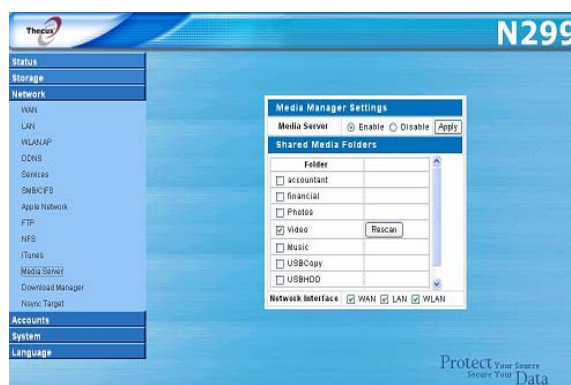 Thecus
N299
Status
Storage
Network
WAN
LAN
WLAN AP
DDNS
Services
SMB/CIFS
Apple Network
FTP
NFS
iTunes
Media Server
Download Manager
Nsync Target
Accounts
System
Language
Media Manager Settings
Media Server Enable Disable Apply
Shared Media Folders
Folder
accountant
financial
Photos
Video Rescan
Music
USBCopy
USBHDD
Network Interface WAN LAN WLAN
Protect Your Source
Secure Your Data